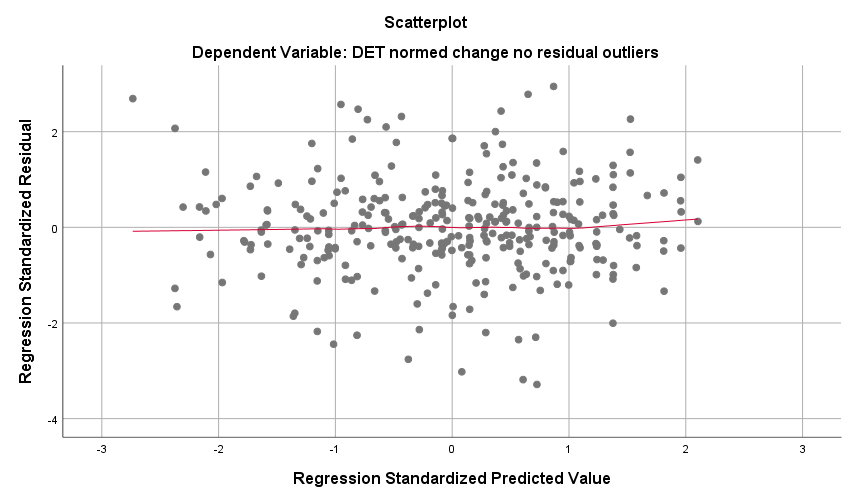 Scatterplot
Dependent Variable: DET normed change no residual outliers
Regression Standardized Residual
2
0
-2
-4
-3
-2
-1
0
1
2
3
Regression Standardized Predicted Value